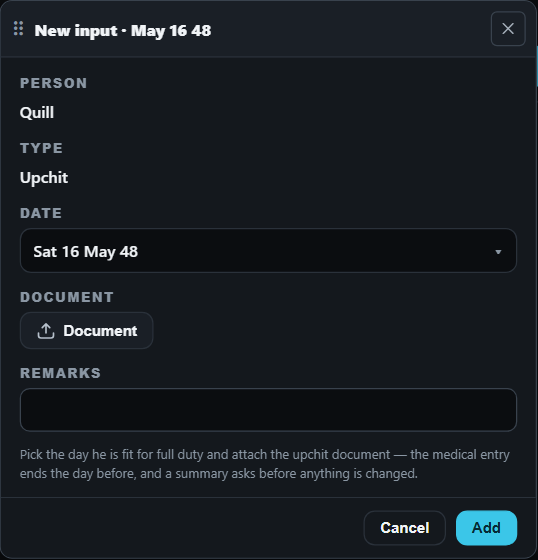 New input · May 16 48
PERSON
Quill
TYPE
Upchit
DATE
Sat 16 May 48
DOCUMENT
Document
REMARKS
Pick the day he is fit for full duty and attach the upchit document — the medical entry
ends the day before, and a summary asks before anything is changed.
Cancel
Add